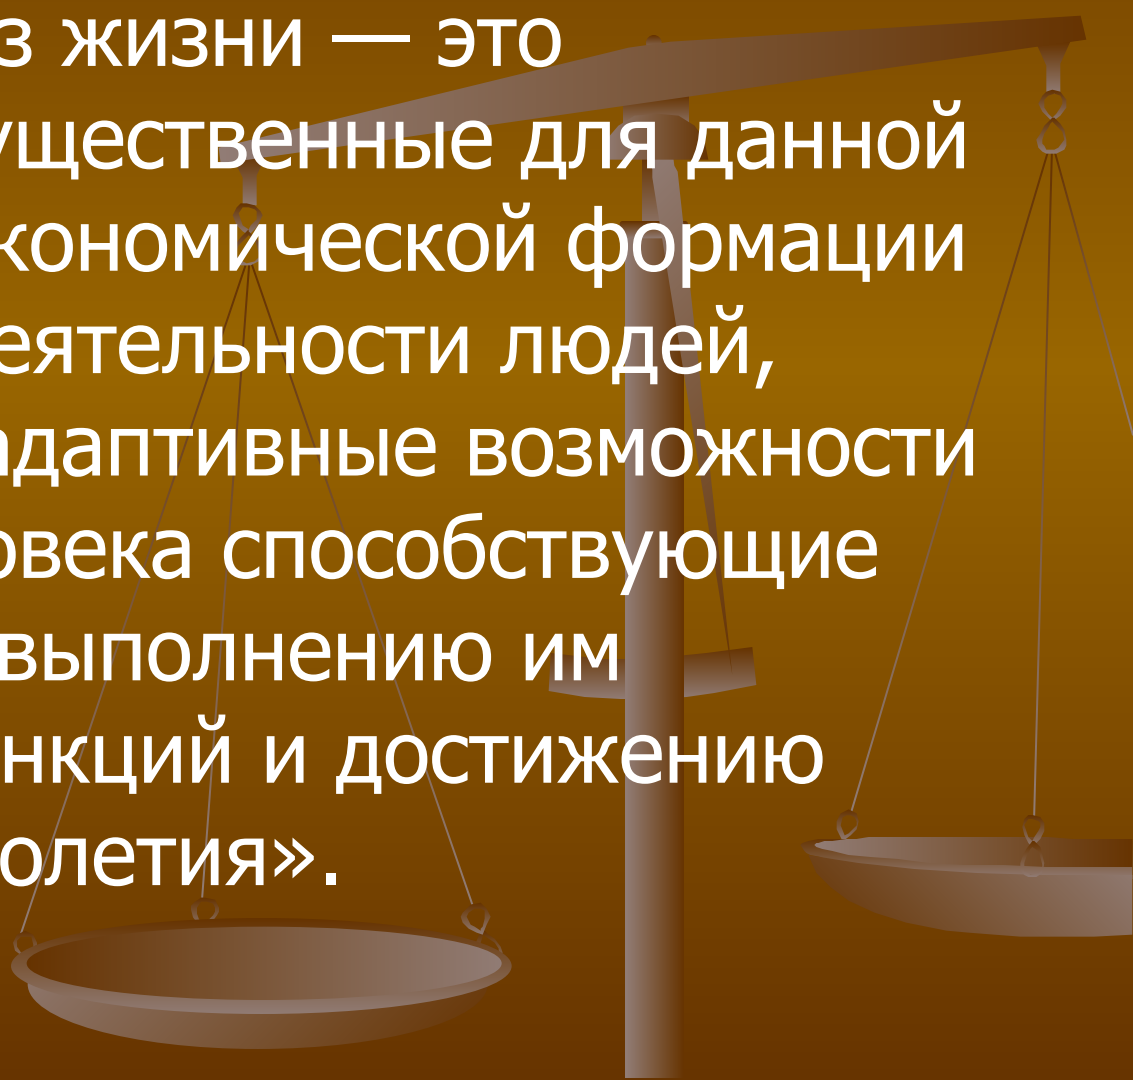 з жизни — это
ущественные для данной
кономической формации
еятельности людей,
адаптивные возможности
овека способствующие
выполнению им
нкций и достижению
олетия».